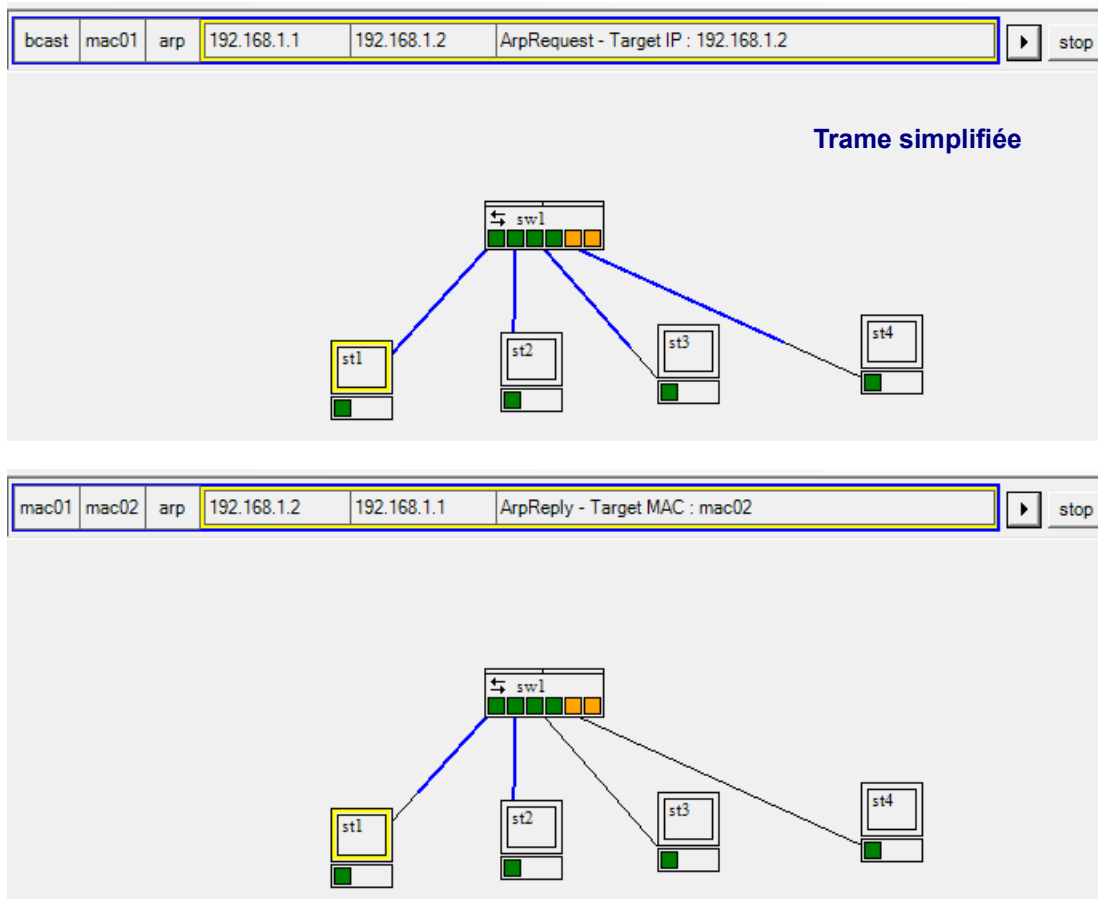 bcast mac01 arp 192.168.1.1 192.168.1.2 ArpRequest - Target IP : 192.168.1.2 stop
Trame simplifiée
sw1
st1 st2 st3 st4
mac01 mac02 arp 192.168.1.2 192.168.1.1 ArpReply - Target MAC : mac02 stop
sw1
st1 st2 st3 st4